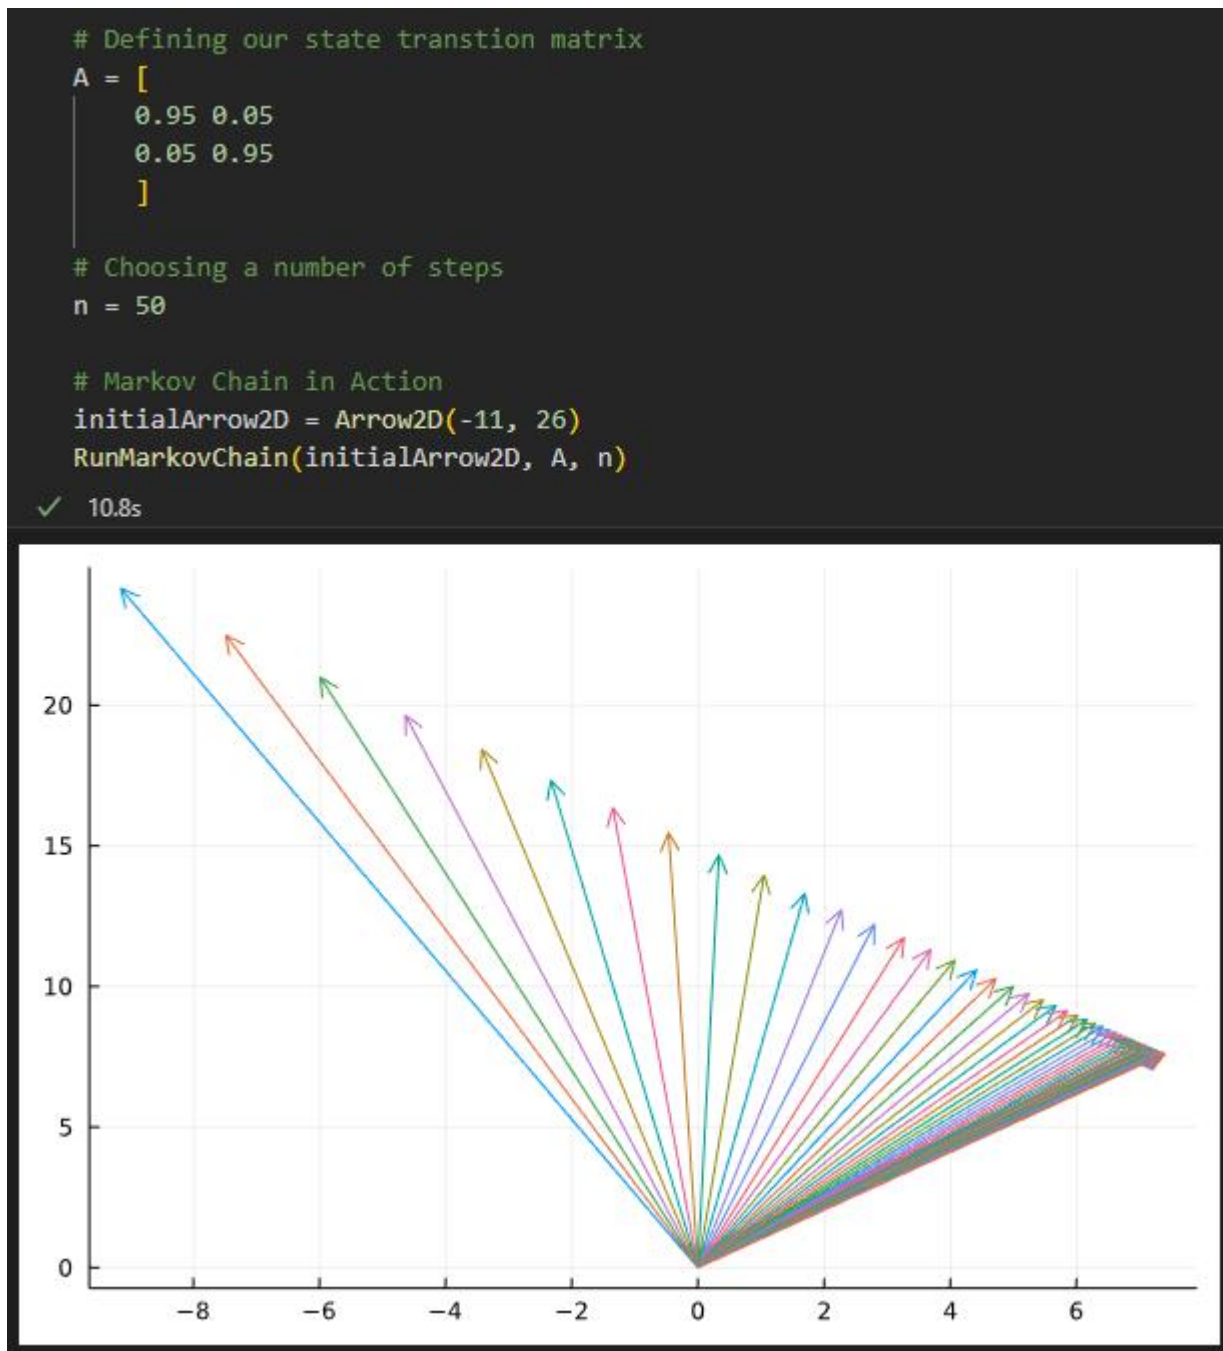 # Defining our state transtion matrix
A = [
0.95 0.05
0.05 0.95
]
# Choosing a number of steps
n = 50
# Markov Chain in Action
initialArrow2D = Arrow2D(-11, 26)
RunMarkovChain(initialArrow2D, A, n)
✓ 10.8s
20
15
10
5
0
−8 −6 −4 −2 0 2 4 6